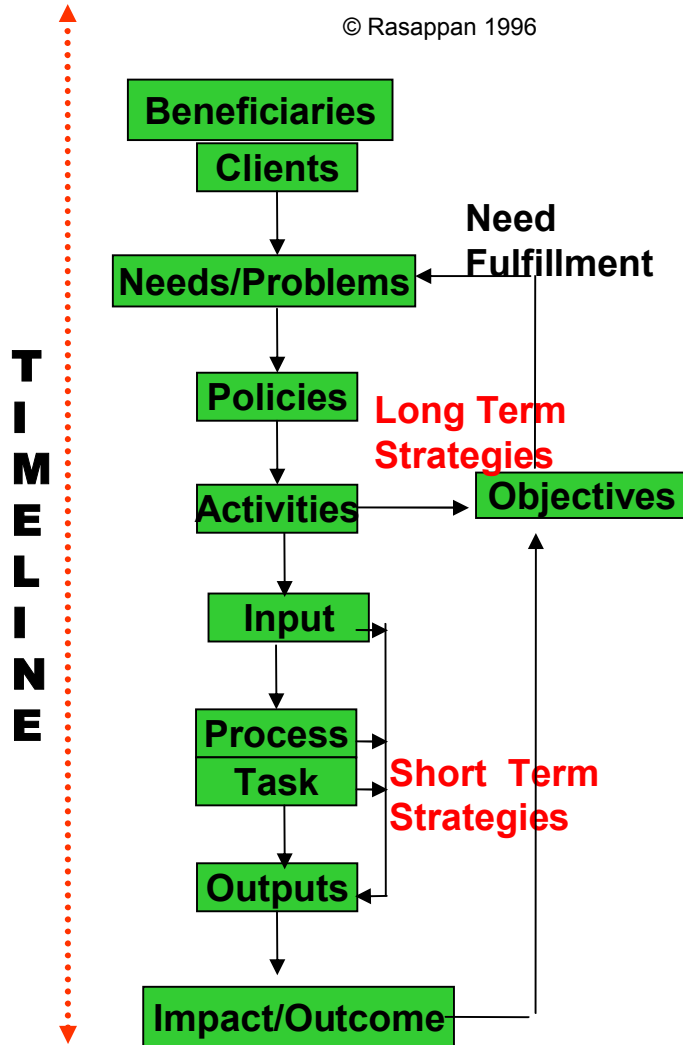 © Rasappan 1996
Beneficiaries
Clients
Need
Fulfillment
Needs/Problems
Policies
Long Term
Strategies
Activities
Objectives
Input
Process
Task
Short Term
Strategies
Outputs
Impact/Outcome
T
I
M
E
L
I
N
E